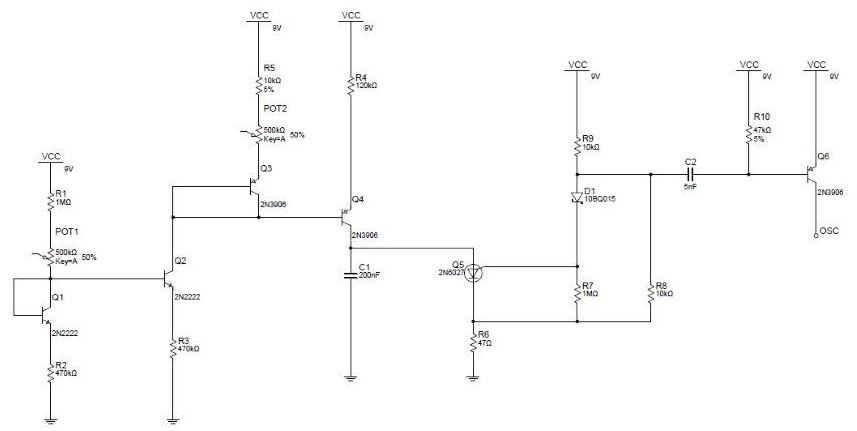 VCC
9V
R1
1MΩ
POT1
500kΩ
Key=A
50%
Q1
2N2222
R2
470kΩ
Q2
2N2222
R3
470kΩ
VCC
9V
R5
10kΩ
5%
POT2
500kΩ
Key=A
50%
Q3
2N3906
VCC
9V
R4
120kΩ
Q4
2N3906
C1
200nF
Q5
2N6027
R6
47Ω
VCC
9V
R9
10kΩ
D1
10BQ015
R7
1MΩ
R8
10kΩ
C2
5nF
VCC
9V
R10
47kΩ
5%
VCC
9V
Q6
2N3906
OSC